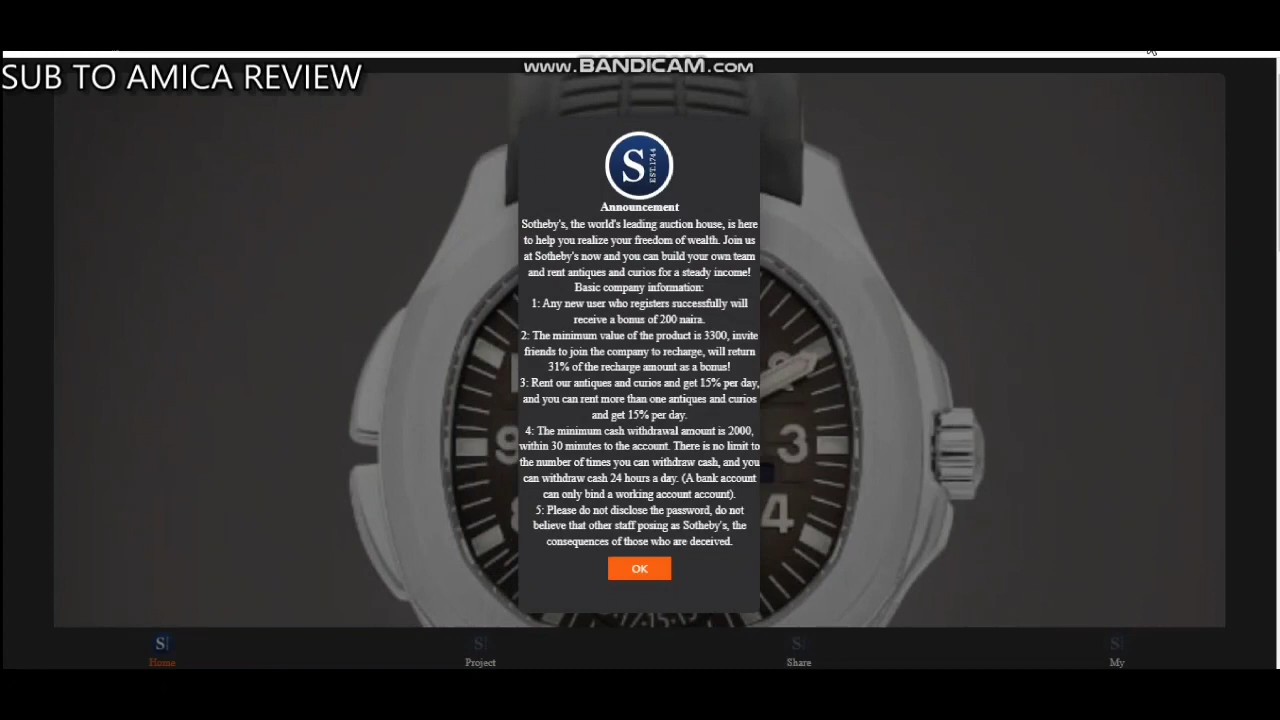 www.BANDICAM.com
SUB TO AMICA REVIEW
S EST.1744
Announcement
Sotheby's, the world's leading auction house, is here
to help you realize your freedom of wealth. Join us
at Sotheby's now and you can build your own team
and rent antiques and curios for a steady income!
Basic company information:
1: Any new user who registers successfully will
receive a bonus of 200 naira.
2: The minimum value of the product is 3300, invite
friends to join the company to recharge, will return
31% of the recharge amount as a bonus!
3: Rent our antiques and curios and get 15% per day,
and you can rent more than one antiques and curios
and get 15% per day.
4: The minimum cash withdrawal amount is 2000,
within 30 minutes to the account. There is no limit to
the number of times you can withdraw cash, and you
can withdraw cash 24 hours a day. (A bank account
can only bind a working account account).
5: Please do not disclose the password, do not
believe that other staff posing as Sotheby's, the
consequences of those who are deceived.
OK
9 2 3 4
S S S S
Home Project Share My